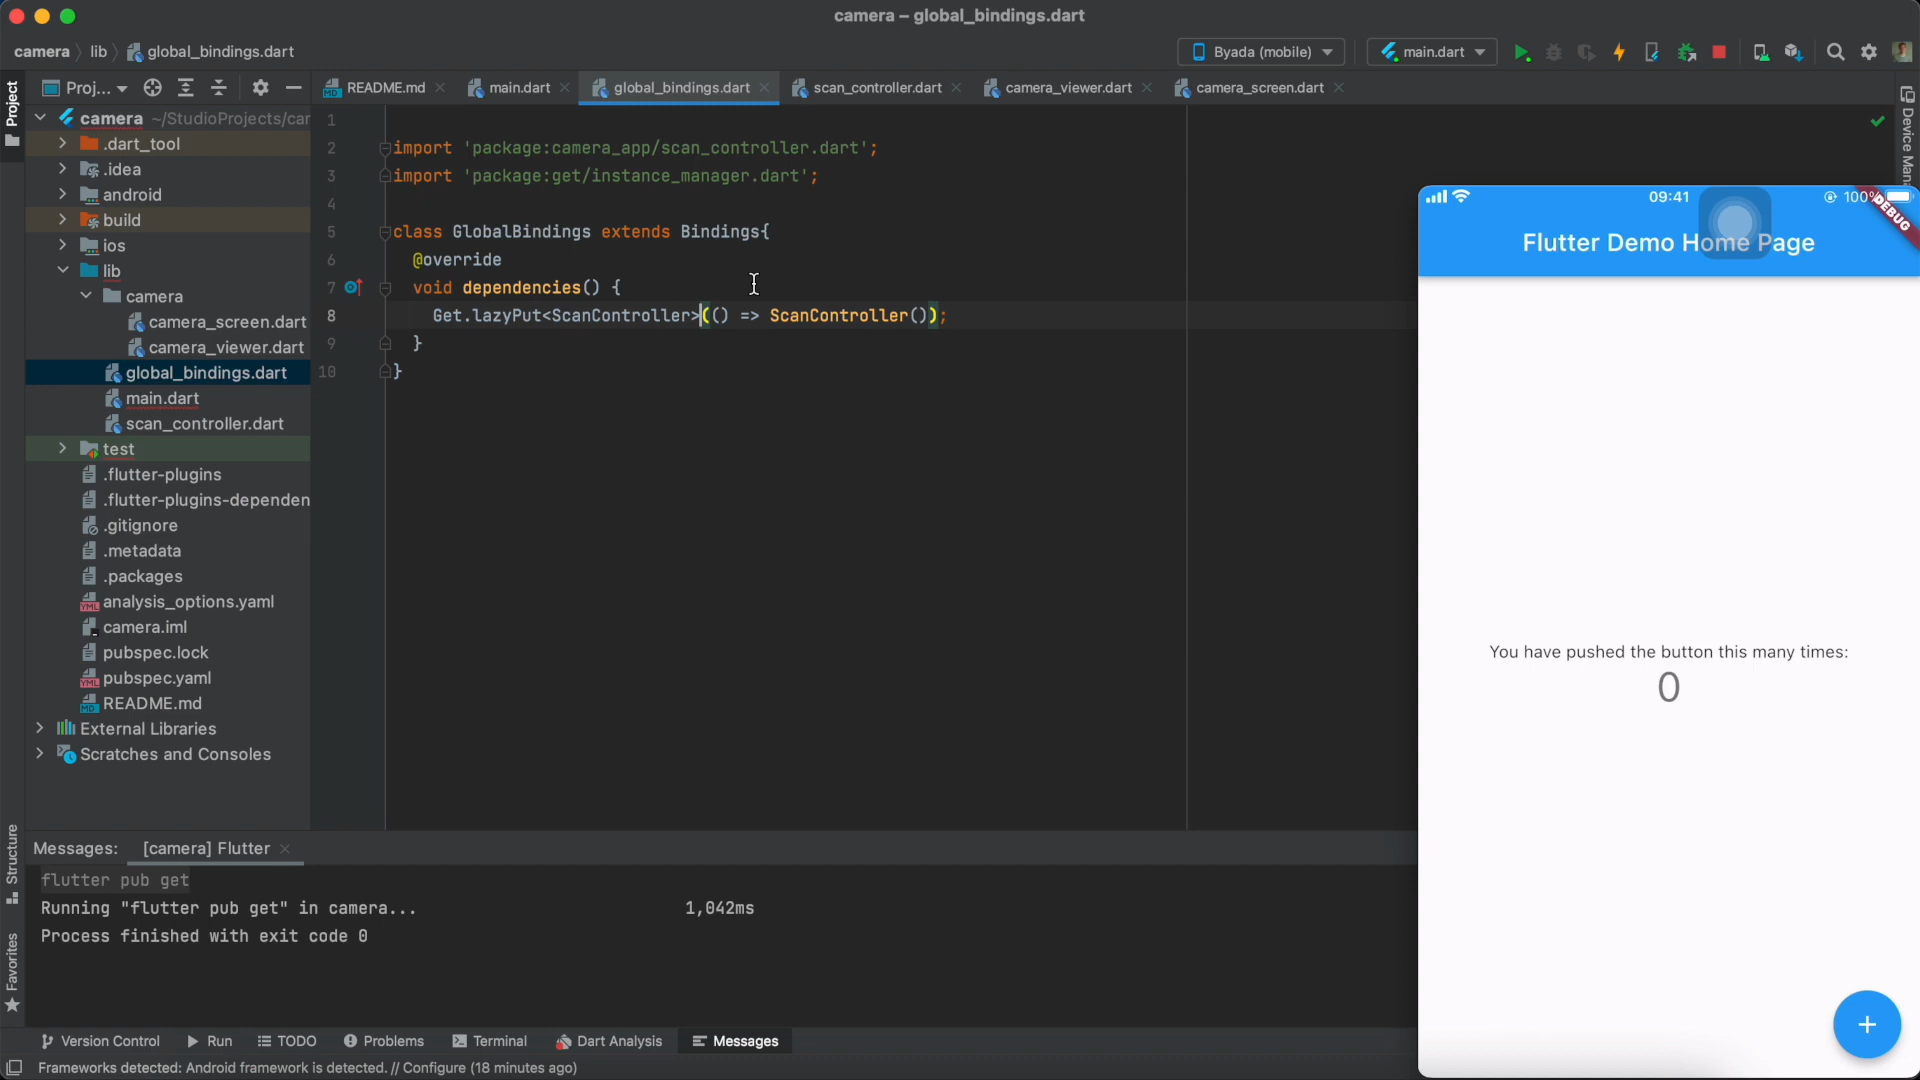 camera – global_bindings.dart
camera
lib
global_bindings.dart
Byada (mobile)
main.dart
Project
Proj...
README.md
main.dart
global_bindings.dart
scan_controller.dart
camera_viewer.dart
camera_screen.dart
camera ~/StudioProjects/car
.dart_tool
.idea
android
build
ios
lib
camera
camera_screen.dart
camera_viewer.dart
global_bindings.dart
main.dart
scan_controller.dart
test
.flutter-plugins
.flutter-plugins-dependen
.gitignore
.metadata
.packages
analysis_options.yaml
camera.iml
pubspec.lock
pubspec.yaml
README.md
External Libraries
Scratches and Consoles
1
2 import 'package:camera_app/scan_controller.dart';
3 import 'package:get/instance_manager.dart';
4
5 class GlobalBindings extends Bindings{
6 @override
7 void dependencies() {
8 Get.lazyPut<ScanController>(() => ScanController());
9 }
10 }
Device Mana
09:41
100%
DEBUG
Flutter Demo Home Page
You have pushed the button this many times:
0
+
Structure
Favorites
Messages:
[camera] Flutter
flutter pub get
Running "flutter pub get" in camera... 1,042ms
Process finished with exit code 0
Version Control
Run
TODO
Problems
Terminal
Dart Analysis
Messages
Frameworks detected: Android framework is detected. // Configure (18 minutes ago)